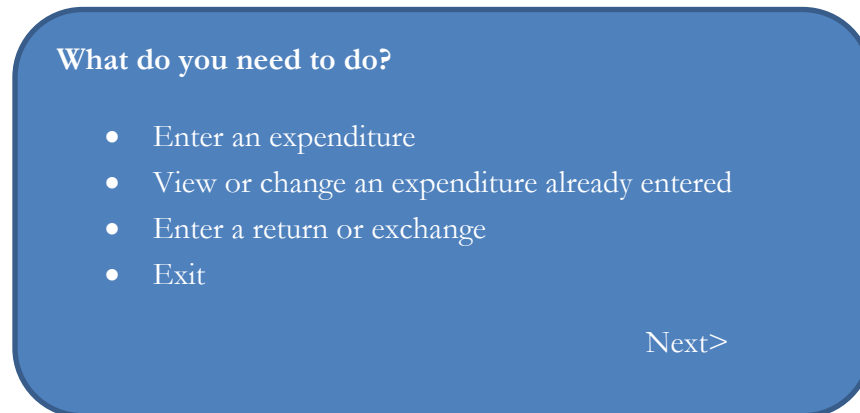 What do you need to do?
• Enter an expenditure
• View or change an expenditure already entered
• Enter a return or exchange
• Exit
Next>